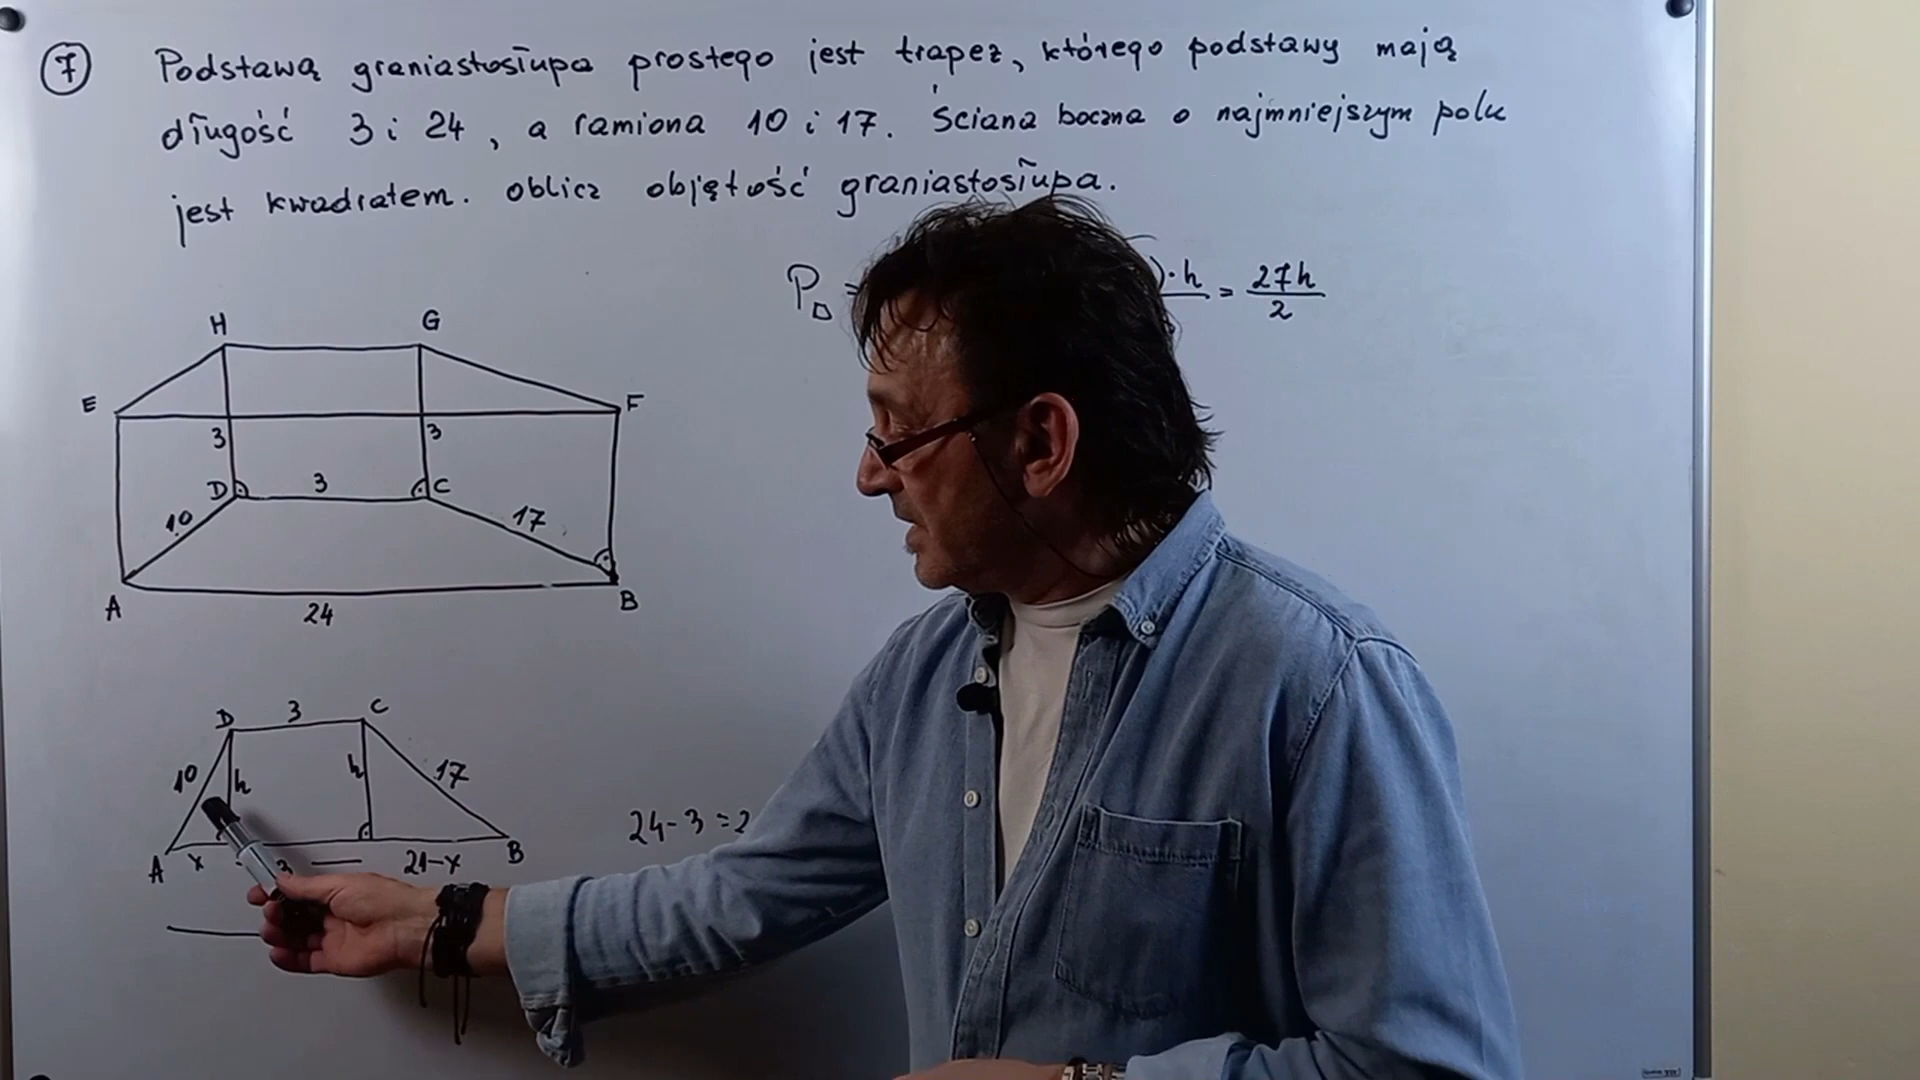 7 Podstawą graniastosłupa prostego jest trapez, którego podstawy mają
długość 3 i 24, a ramiona 10 i 17. Ściana boczna o najmniejszym polu
jest kwadratem. oblicz objętość graniastosłupa.
P =
)·h = 27h
2
H G
E F
3 3
D 3 C
10 17
A 24 B
D 3 C
10 h h 17
24-3=2
A x 3 21-x B